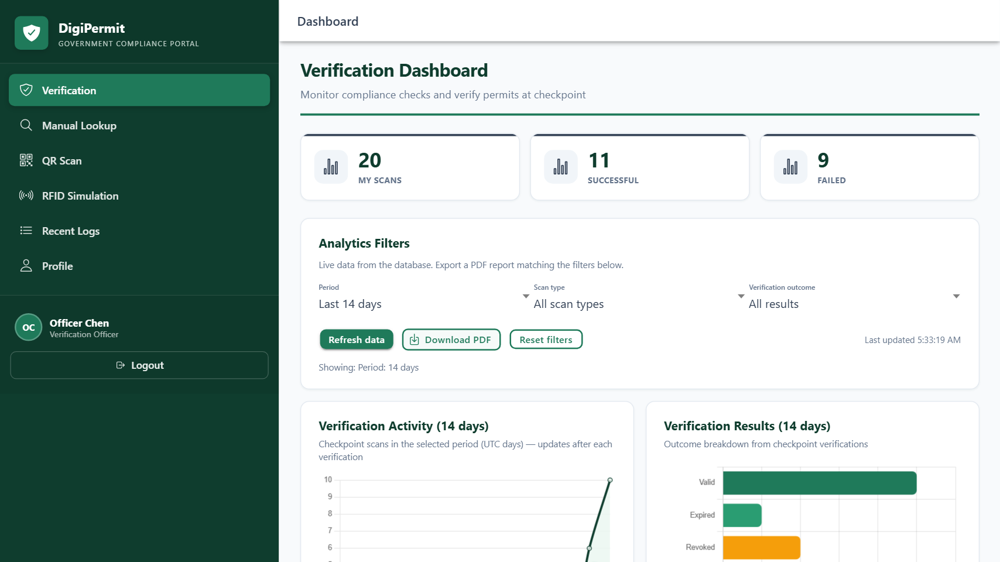 DigiPermit
GOVERNMENT COMPLIANCE PORTAL
Verification
Manual Lookup
QR Scan
RFID Simulation
Recent Logs
Profile
OC
Officer Chen
Verification Officer
Logout
Dashboard
Verification Dashboard
Monitor compliance checks and verify permits at checkpoint
20
MY SCANS
11
SUCCESSFUL
9
FAILED
Analytics Filters
Live data from the database. Export a PDF report matching the filters below.
Period
Last 14 days
Scan type
All scan types
Verification outcome
All results
Refresh data
Download PDF
Reset filters
Last updated 5:33:19 AM
Showing: Period: 14 days
Verification Activity (14 days)
Checkpoint scans in the selected period (UTC days) — updates after each
verification
10
9
8
7
6
Verification Results (14 days)
Outcome breakdown from checkpoint verifications
Valid
Expired
Revoked